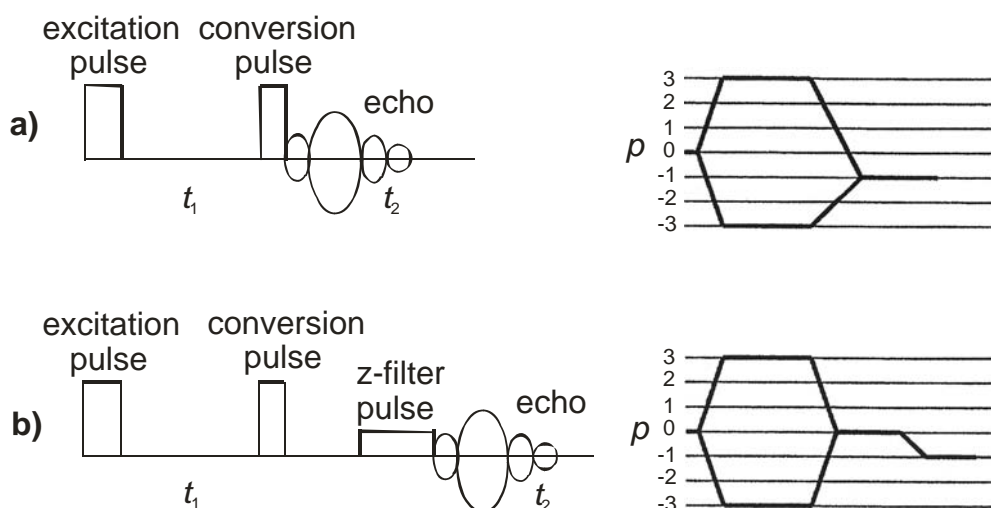 excitation conversion
pulse pulse
a)
echo
t1
t2
3
2
1
p 0
-1
-2
-3
excitation conversion
pulse pulse
z-filter
pulse
echo
b)
t1
t2
3
2
1
p 0
-1
-2
-3